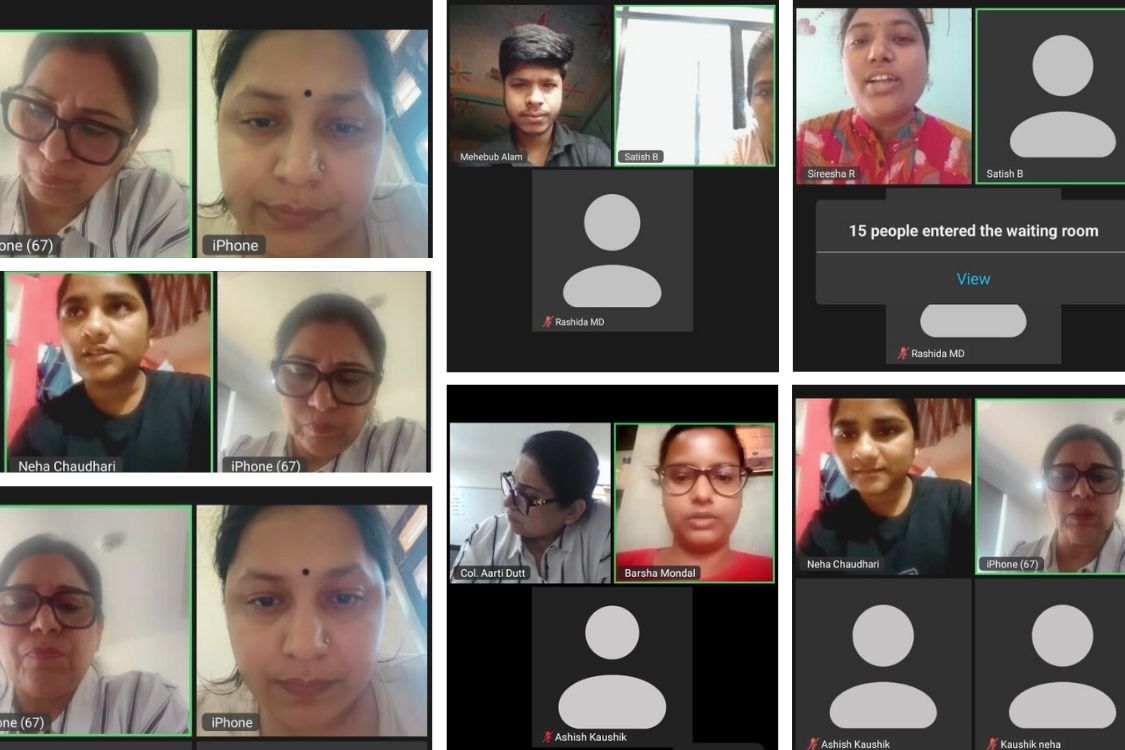 one (67)
iPhone
Neha Chaudhari
iPhone (67)
one (67)
iPhone
Mehebub Alam
Satish B
Rashida MD
Col. Aarti Dutt
Barsha Mondal
Ashish Kaushik
Sireesha R
Satish B
15 people entered the waiting room
View
Rashida MD
Neha Chaudhari
iPhone (67)
Ashish Kaushik
Kaushik neha